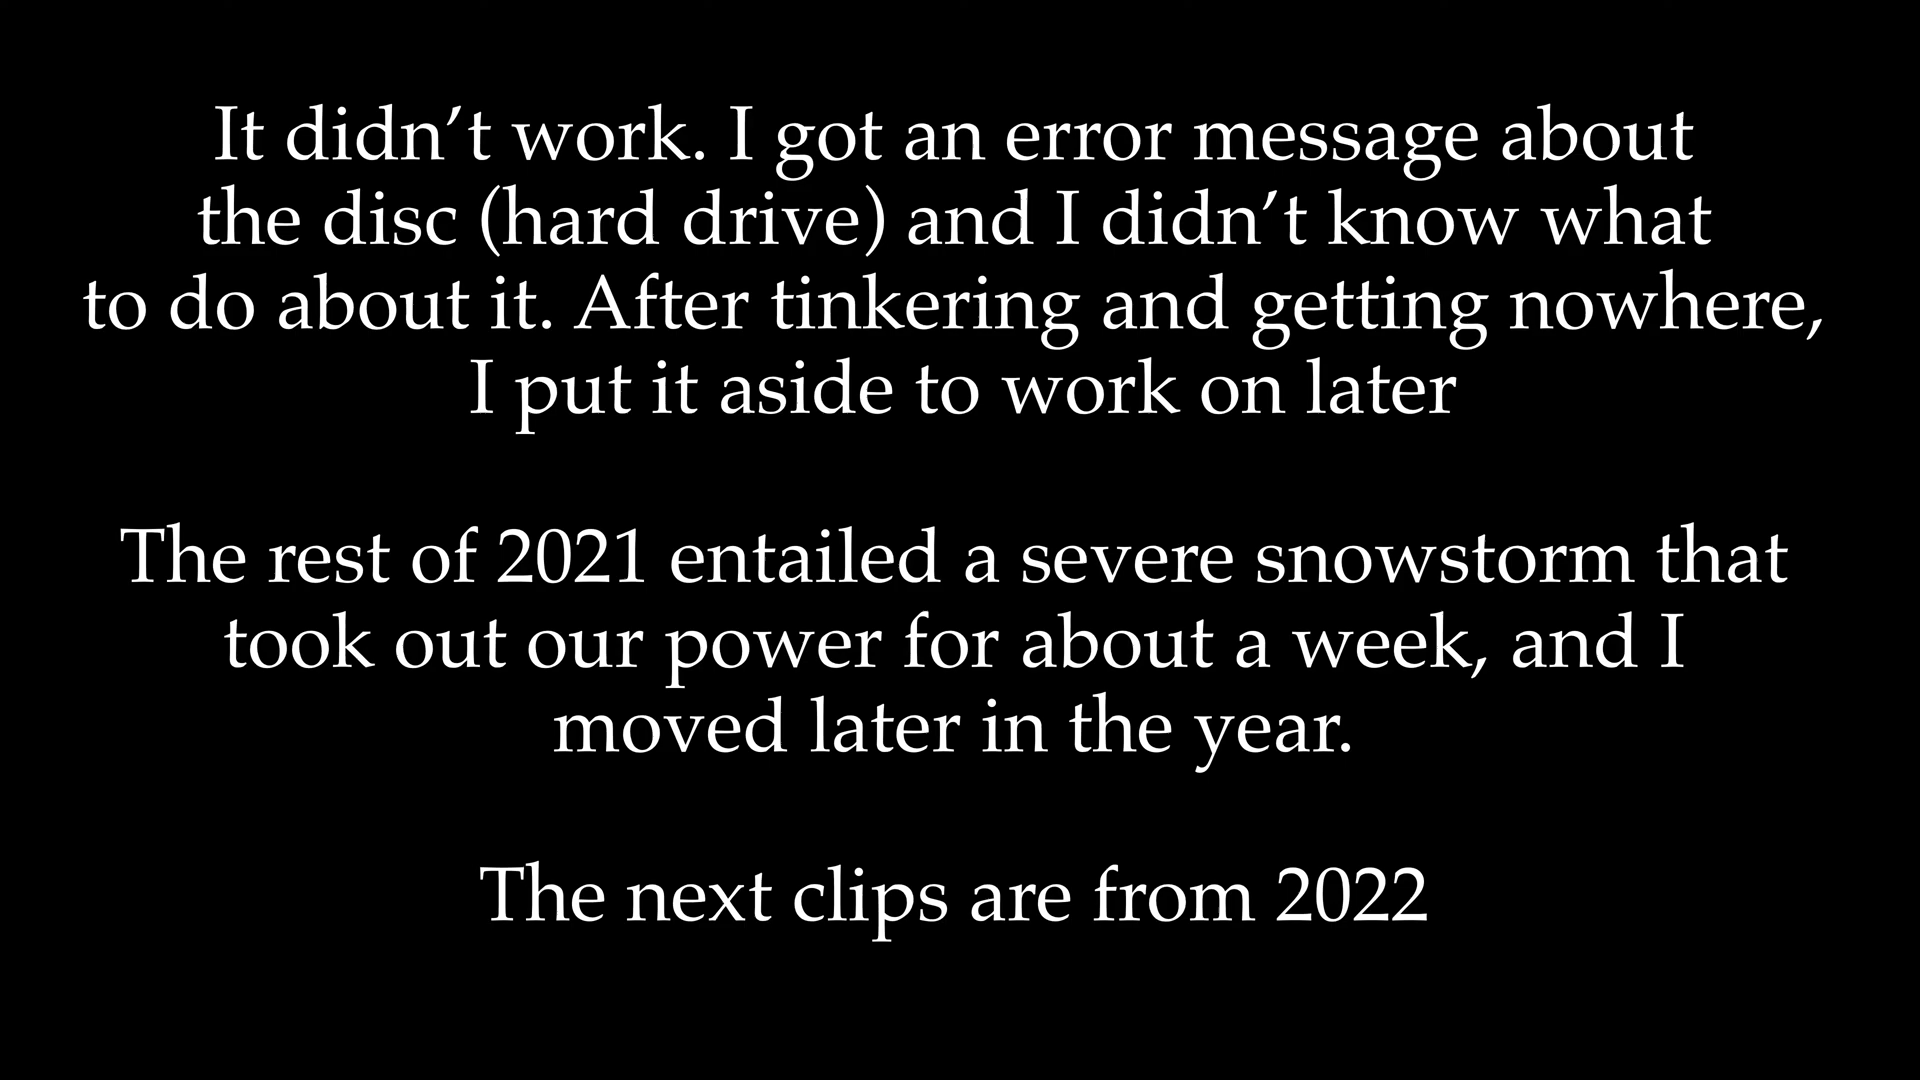 It didn’t work. I got an error message about
the disc (hard drive) and I didn’t know what
to do about it. After tinkering and getting nowhere,
I put it aside to work on later
The rest of 2021 entailed a severe snowstorm that
took out our power for about a week, and I
moved later in the year.
The next clips are from 2022